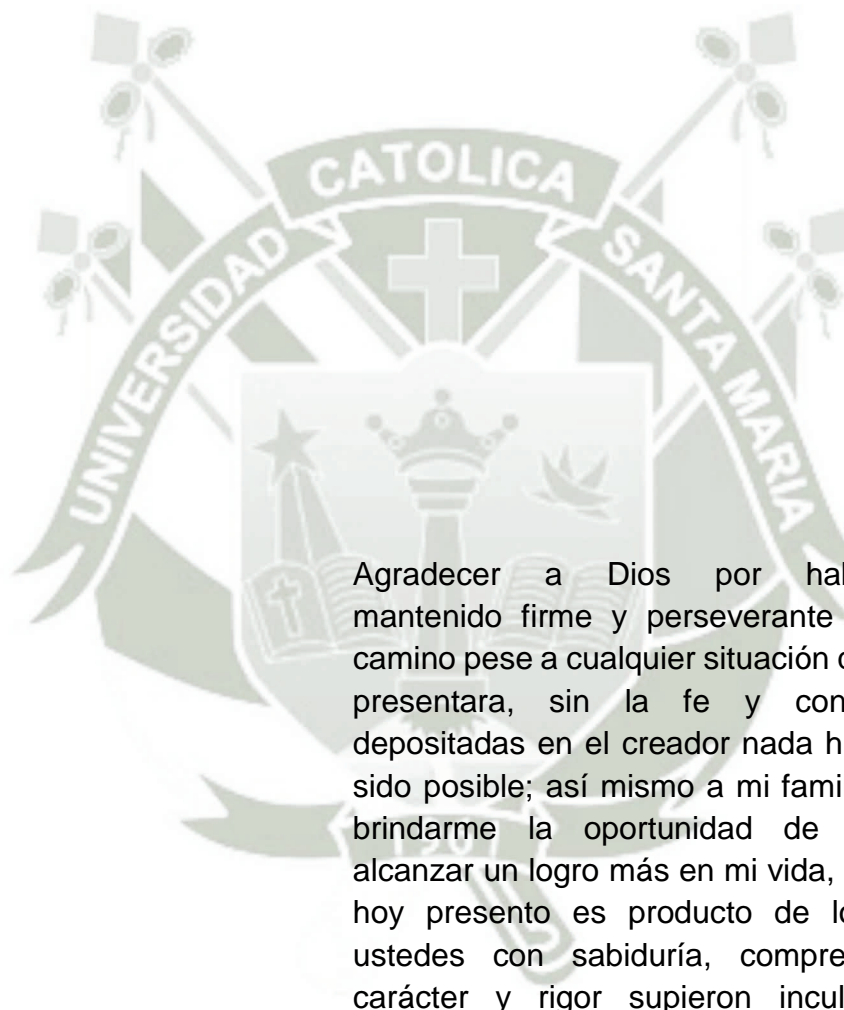 UNIVERSIDAD CATOLICA SANTA MARIA
Agradecer a Dios por
mantenido firme y perseverante
camino pese a cualquier situación
presentara, sin la fe y
depositadas en el creador nada
sido posible; así mismo a mi
brindarme la oportunidad de
alcanzar un logro más en mi vida,
hoy presento es producto de
ustedes con sabiduría,
carácter y rigor supieron